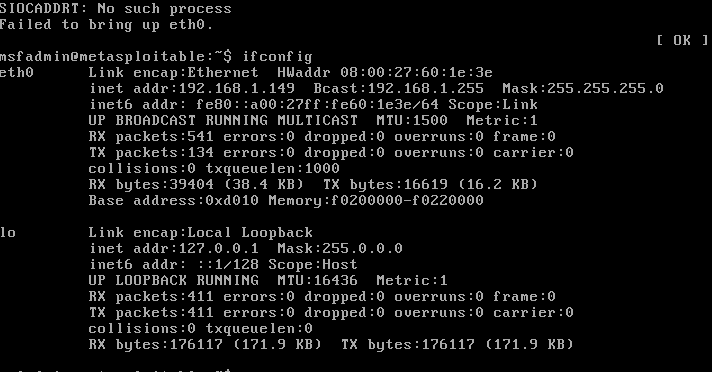 SIOCADDRT: No such process
Failed to bring up eth0.
[ OK ]
msfadmin@metasploitable:~$ ifconfig
eth0 Link encap:Ethernet HWaddr 08:00:27:60:1e:3e
inet addr:192.168.1.149 Bcast:192.168.1.255 Mask:255.255.255.0
inet6 addr: fe80::a00:27ff:fe60:1e3e/64 Scope:Link
UP BROADCAST RUNNING MULTICAST MTU:1500 Metric:1
RX packets:541 errors:0 dropped:0 overruns:0 frame:0
TX packets:134 errors:0 dropped:0 overruns:0 carrier:0
collisions:0 txqueuelen:1000
RX bytes:39404 (38.4 KB) TX bytes:16619 (16.2 KB)
Base address:0xd010 Memory:f0200000-f0220000
lo Link encap:Local Loopback
inet addr:127.0.0.1 Mask:255.0.0.0
inet6 addr: ::1/128 Scope:Host
UP LOOPBACK RUNNING MTU:16436 Metric:1
RX packets:411 errors:0 dropped:0 overruns:0 frame:0
TX packets:411 errors:0 dropped:0 overruns:0 carrier:0
collisions:0 txqueuelen:0
RX bytes:176117 (171.9 KB) TX bytes:176117 (171.9 KB)